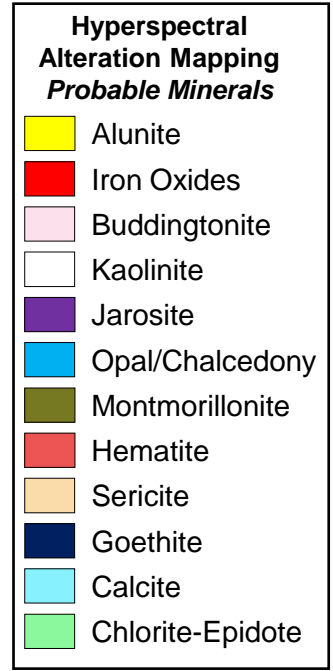 Hyperspectral
Alteration Mapping
Probable Minerals
Alunite
Iron Oxides
Buddingtonite
Kaolinite
Jarosite
Opal/Chalcedony
Montmorillonite
Hematite
Sericite
Goethite
Calcite
Chlorite-Epidote